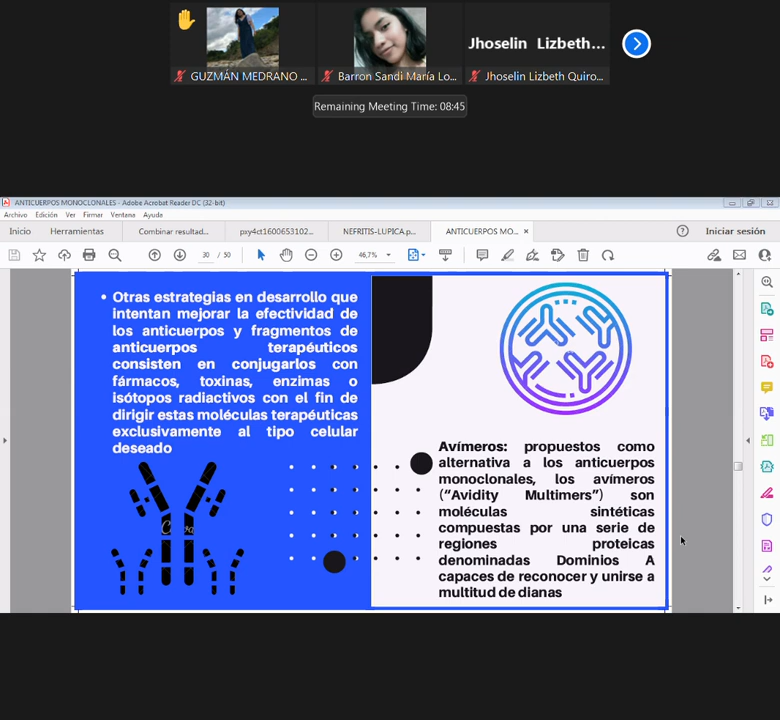 Jhoselin Lizbeth...
GUZMÁN MEDRANO ...
Barron Sandi María Lo...
Jhoselin Lizbeth Quiro...
Remaining Meeting Time: 08:45
ANTICUERPOS MONOCLONALES - Adobe Acrobat Reader DC (32-bit)
Archivo Edición Ver Firmar Ventana Ayuda
Inicio Herramientas Combinar resultad... psy4ct1600653102... NEFRITIS-LUPICA.p... ANTICUERPOS MO... × Iniciar sesión
30 / 50 46,7%
• Otras estrategias en desarrollo que
intentan mejorar la efectividad de
los anticuerpos y fragmentos de
anticuerpos terapéuticos
consisten en conjugarlos con
fármacos, toxinas, enzimas o
isótopos radiactivos con el fin de
dirigir estas moléculas terapéuticas
exclusivamente al tipo celular
deseado
Avímeros: propuestos como
alternativa a los anticuerpos
monoclonales, los avímeros
(“Avidity Multimers”) son
moléculas sintéticas
compuestas por una serie de
regiones proteicas
denominadas Dominios A
capaces de reconocer y unirse a
multitud de dianas